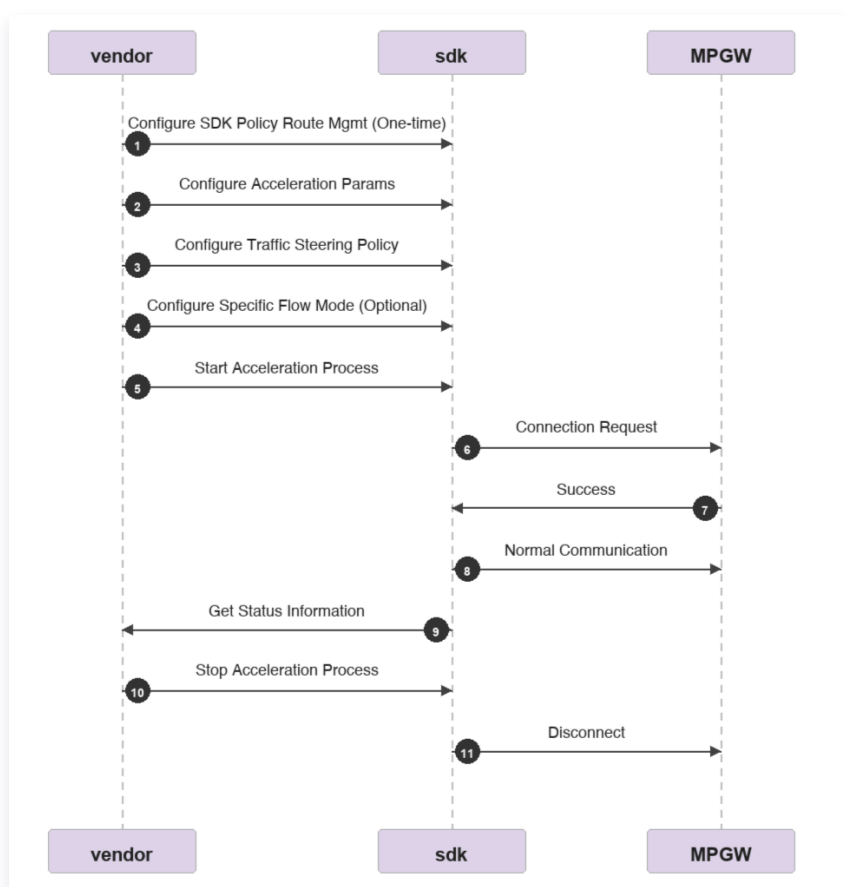 vendor
sdk
MPGW
Configure SDK Policy Route Mgmt (One-time)
1
Configure Acceleration Params
2
Configure Traffic Steering Policy
3
Configure Specific Flow Mode (Optional)
4
Start Acceleration Process
5
Connection Request
6
Success
7
Normal Communication
8
Get Status Information
9
Stop Acceleration Process
10
Disconnect
11
vendor
sdk
MPGW